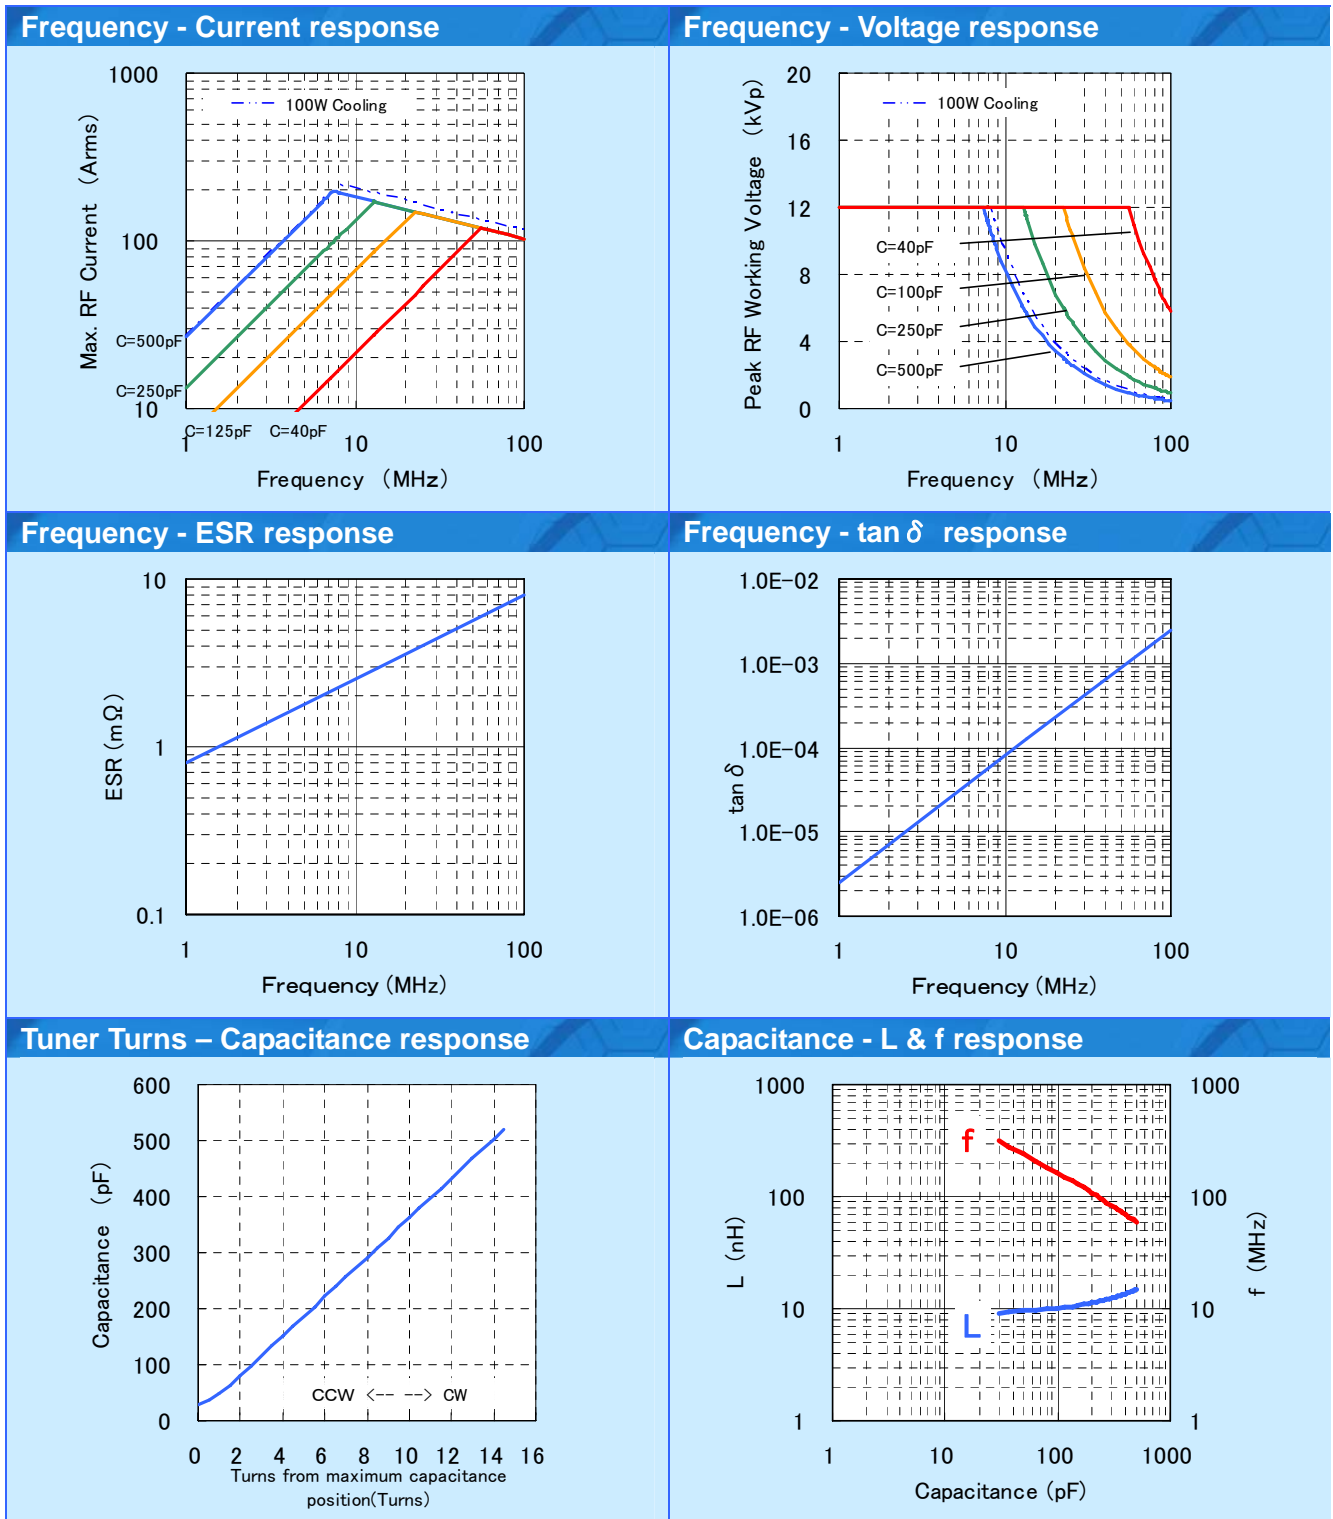 Frequency - Current response
1000
100W Cooling
100
C=500pF
C=250pF
10
C=125pF C=40pF
1 10 100
Max. RF Current (Arms)
Frequency (MHz)
Frequency - Voltage response
20
100W Cooling
16
12
C=40pF
8
C=100pF
C=250pF
4
C=500pF
0
1 10 100
Peak RF Working Voltage (kVp)
Frequency (MHz)
Frequency - ESR response
10
1
0.1
1 10 100
ESR (mΩ)
Frequency (MHz)
Frequency - tan δ response
1.0E-02
1.0E-03
1.0E-04
1.0E-05
1.0E-06
1 10 100
tan δ
Frequency (MHz)
Tuner Turns – Capacitance response
600
500
400
300
200
100
0
CCW <-- --> CW
0 2 4 6 8 10 12 14 16
Capacitance (pF)
Turns from maximum capacitance
position(Turns)
Capacitance - L & f response
1000 1000
f
100 100
10 10
L
1 1
1 10 100 1000
L (nH)
f (MHz)
Capacitance (pF)